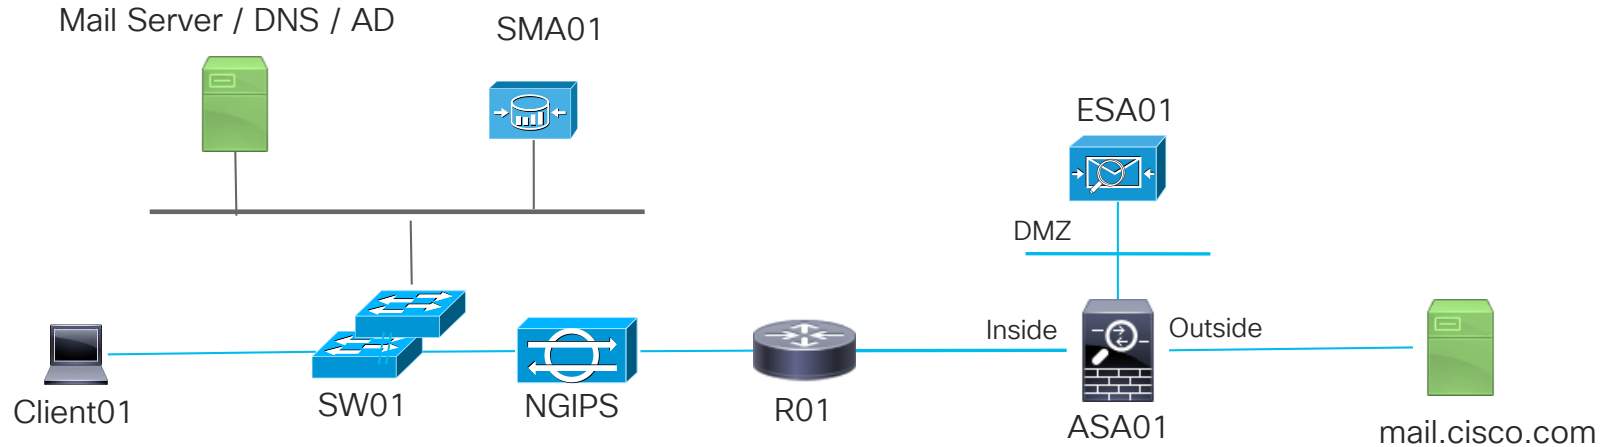 Mail Server / DNS / AD
SMA01
ESA01
DMZ
Inside
Outside
Client01
SW01
NGIPS
R01
ASA01
mail.cisco.com